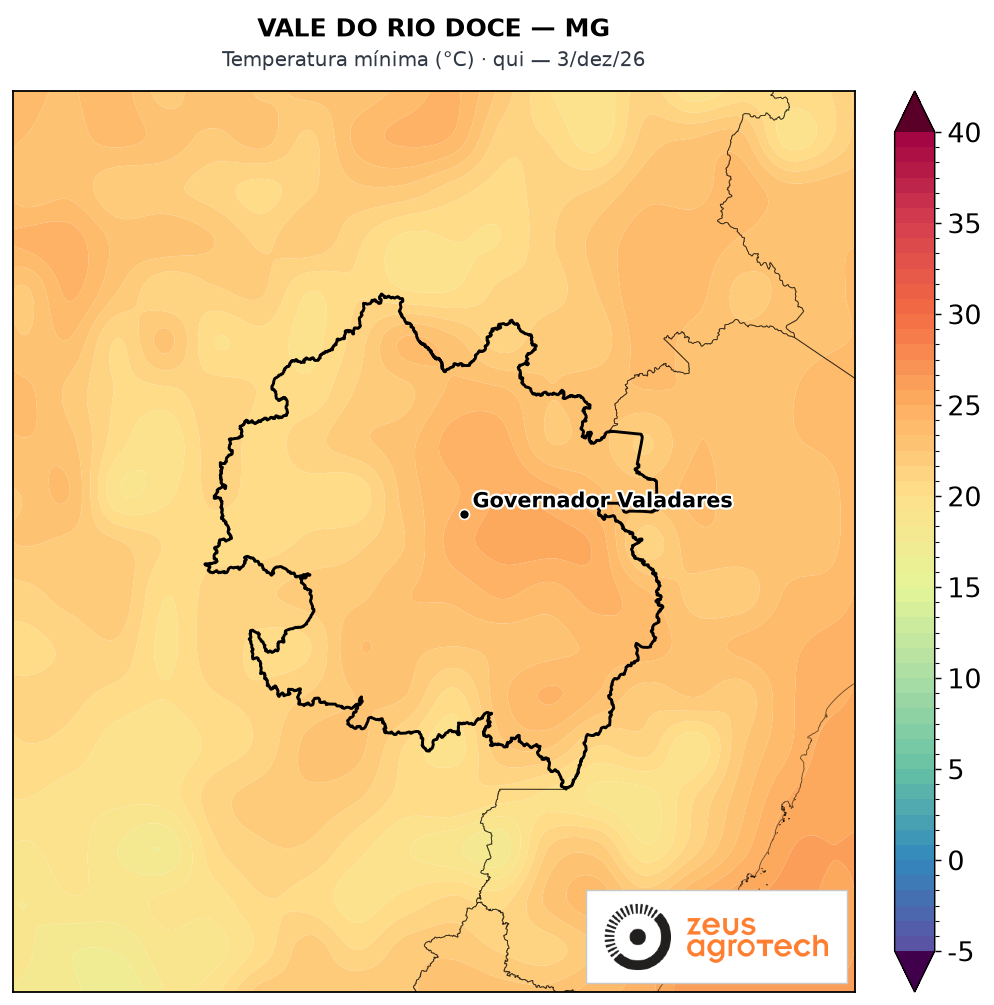 VALE DO RIO DOCE — MG
Temperatura mínima (°C) · qui — 3/dez/26
40
35
30
25
20
15
10
5
0
-5
Governador Valadares
zeus
agrotech